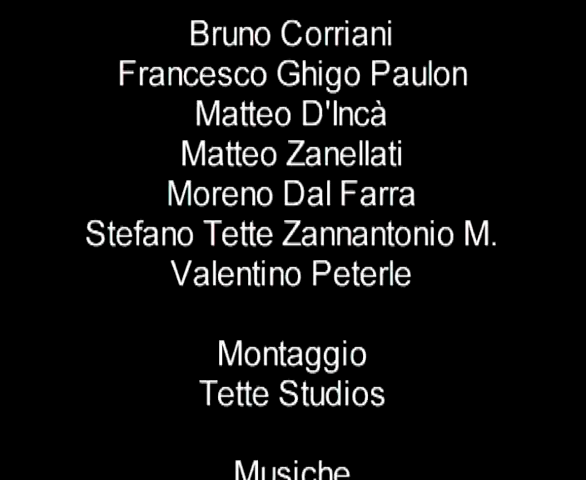 Bruno Corriani
Francesco Ghigo Paulon
Matteo D'Incà
Matteo Zanellati
Moreno Dal Farra
Stefano Tette Zannantonio M.
Valentino Peterle
Montaggio
Tette Studios
Musiche